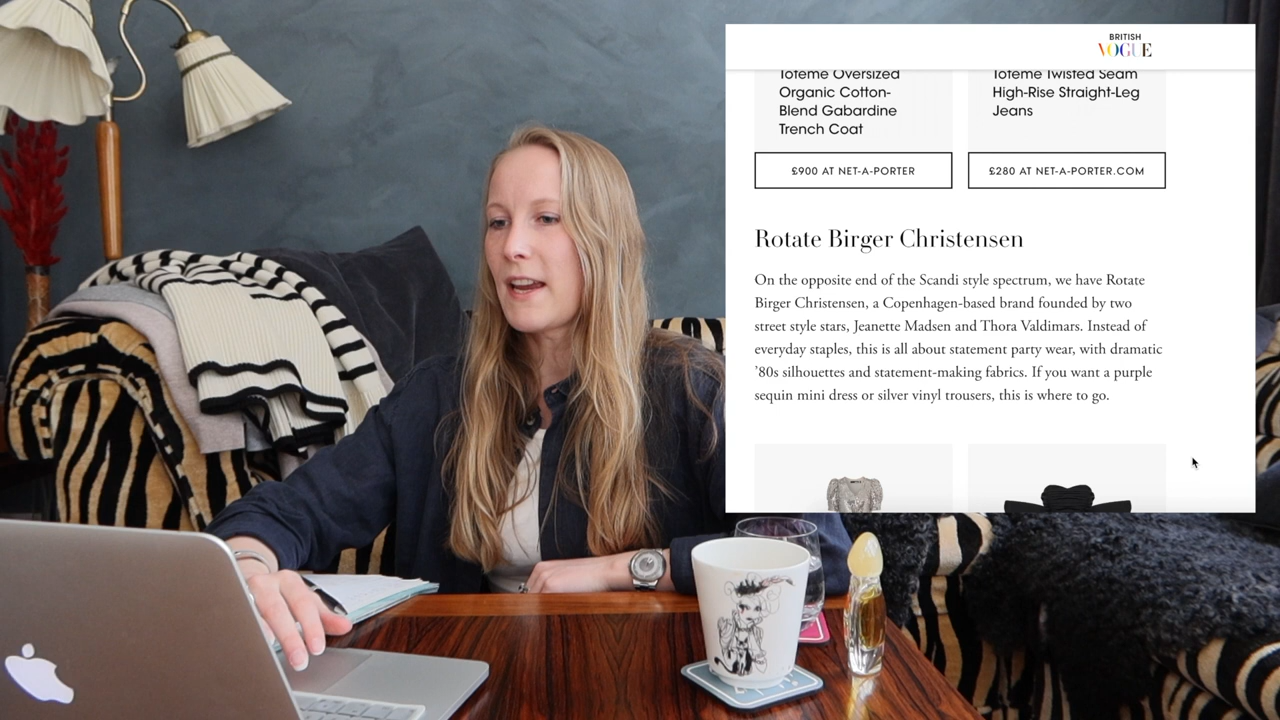 BRITISH
VOGUE
Toteme Oversized
Organic Cotton-
Blend Gabardine
Trench Coat
£900 AT NET-A-PORTER
Toteme Twisted Seam
High-Rise Straight-Leg
Jeans
£280 AT NET-A-PORTER.COM
Rotate Birger Christensen
On the opposite end of the Scandi style spectrum, we have Rotate
Birger Christensen, a Copenhagen-based brand founded by two
street style stars, Jeanette Madsen and Thora Valdimars. Instead of
everyday staples, this is all about statement party wear, with dramatic
’80s silhouettes and statement-making fabrics. If you want a purple
sequin mini dress or silver vinyl trousers, this is where to go.